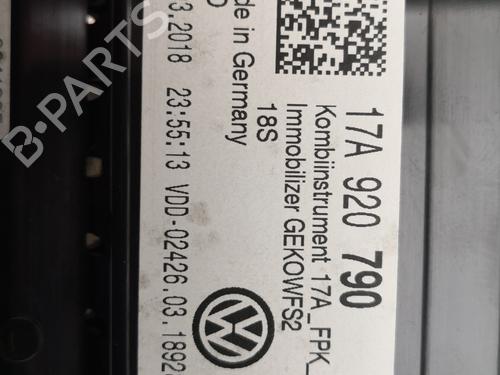 17A 920 790
Kombiinstrument 17A_FPK_
Immobilizer GEKOWFS2
18S
de in Germany
3.2018 23:55:13 VDD-02426.03.1892
B-PARTS